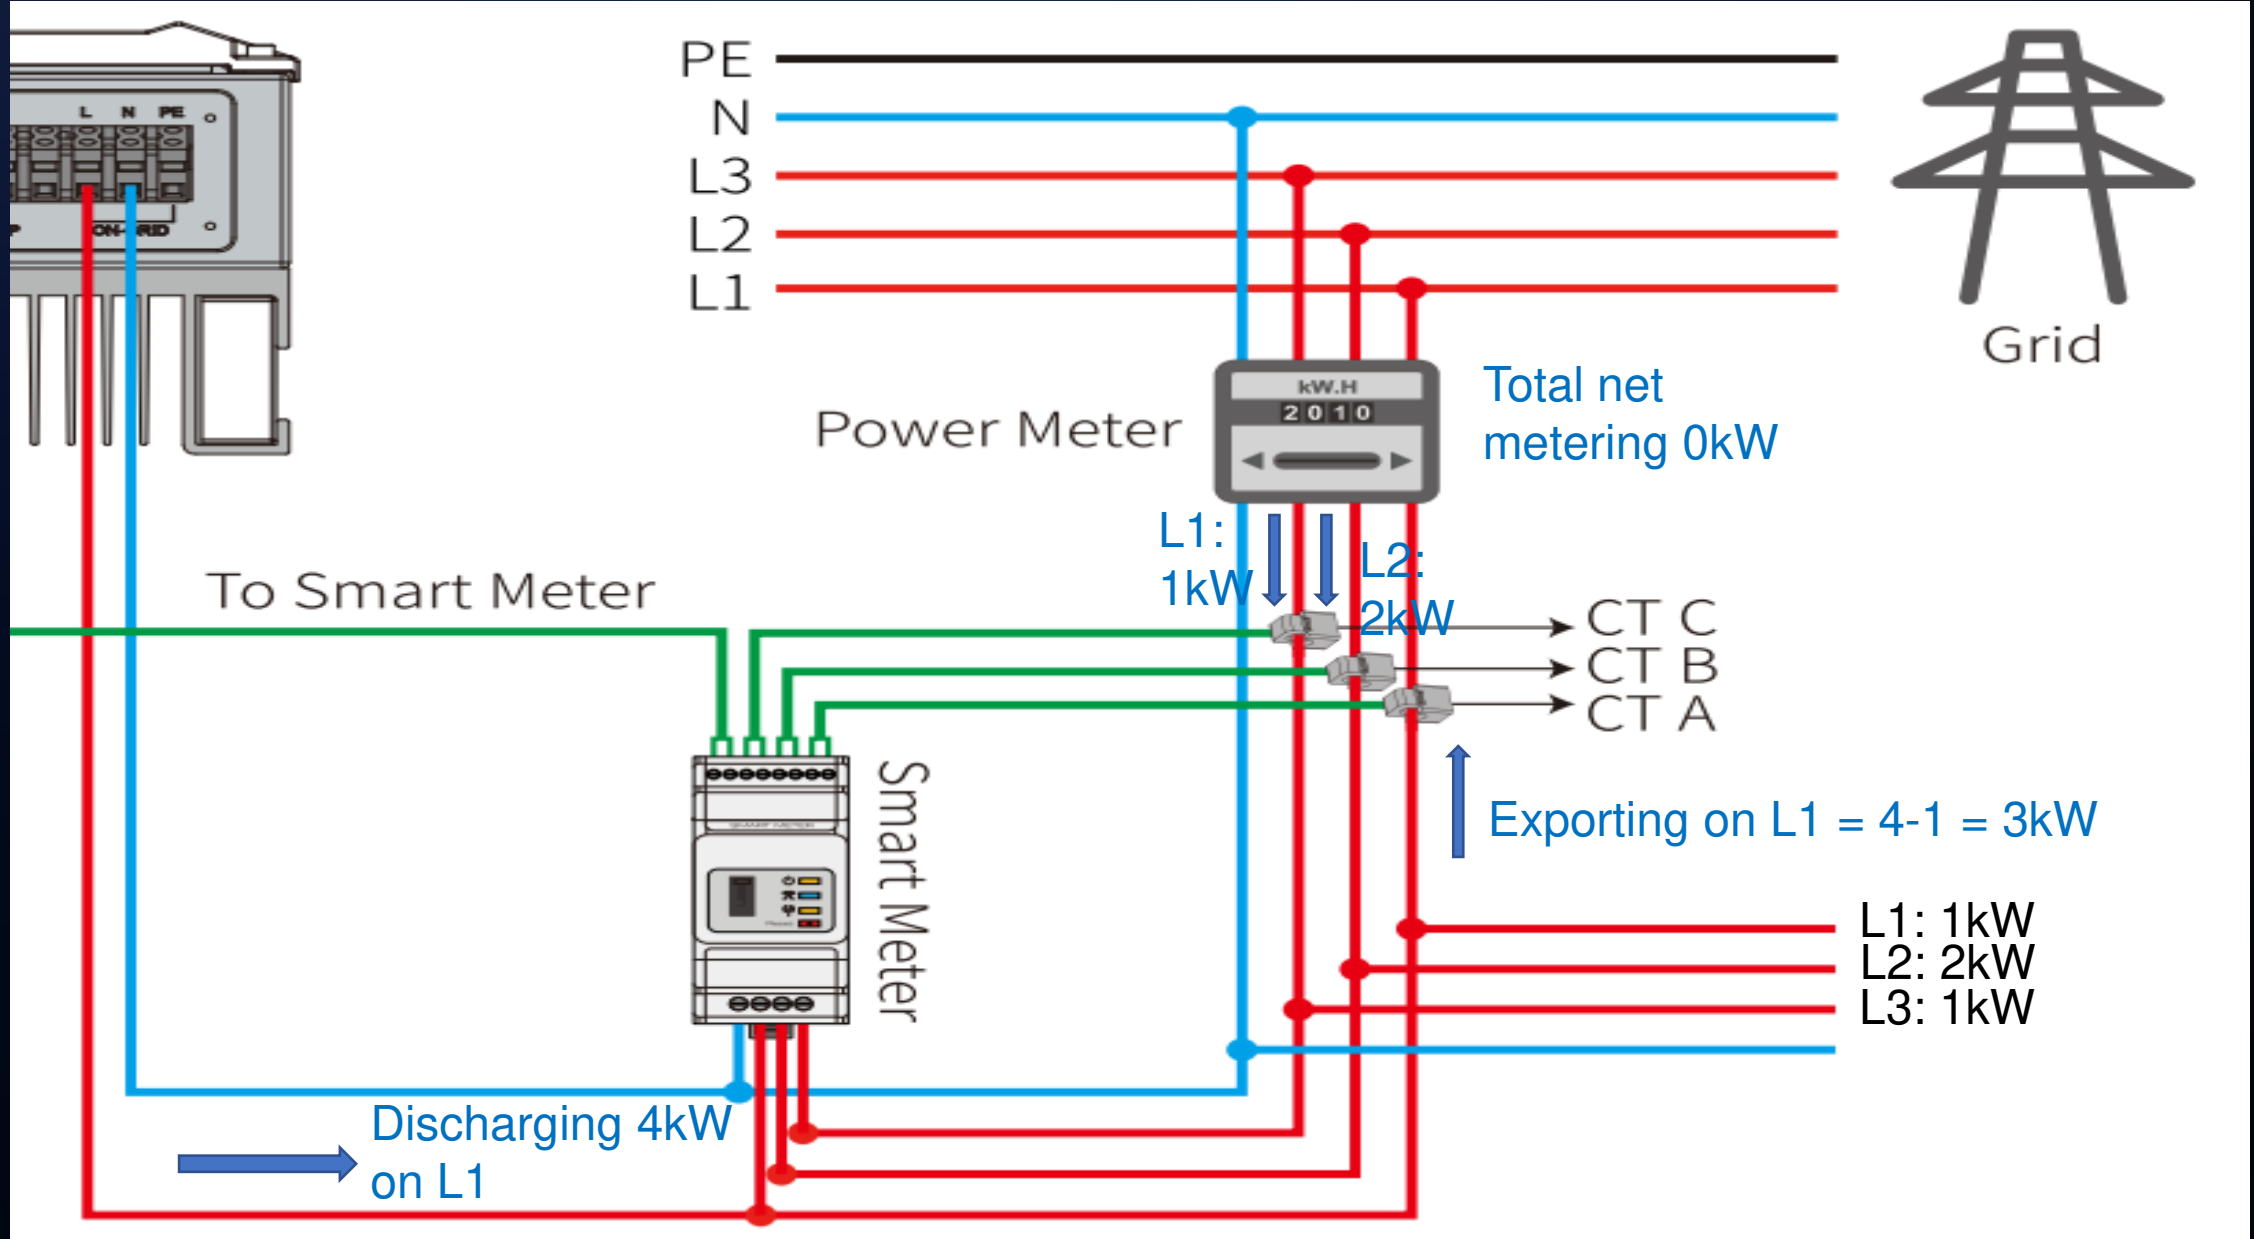 L N PE
ON-GRID
PE
N
L3
L2
L1
Grid
kW.H
2010
Power Meter
Total net
metering 0kW
L1:
1kW
L2:
2kW
To Smart Meter
CT C
CT B
CT A
SMART METER
Smart Meter
Exporting on L1 = 4-1 = 3kW
L1: 1kW
L2: 2kW
L3: 1kW
Discharging 4kW
on L1